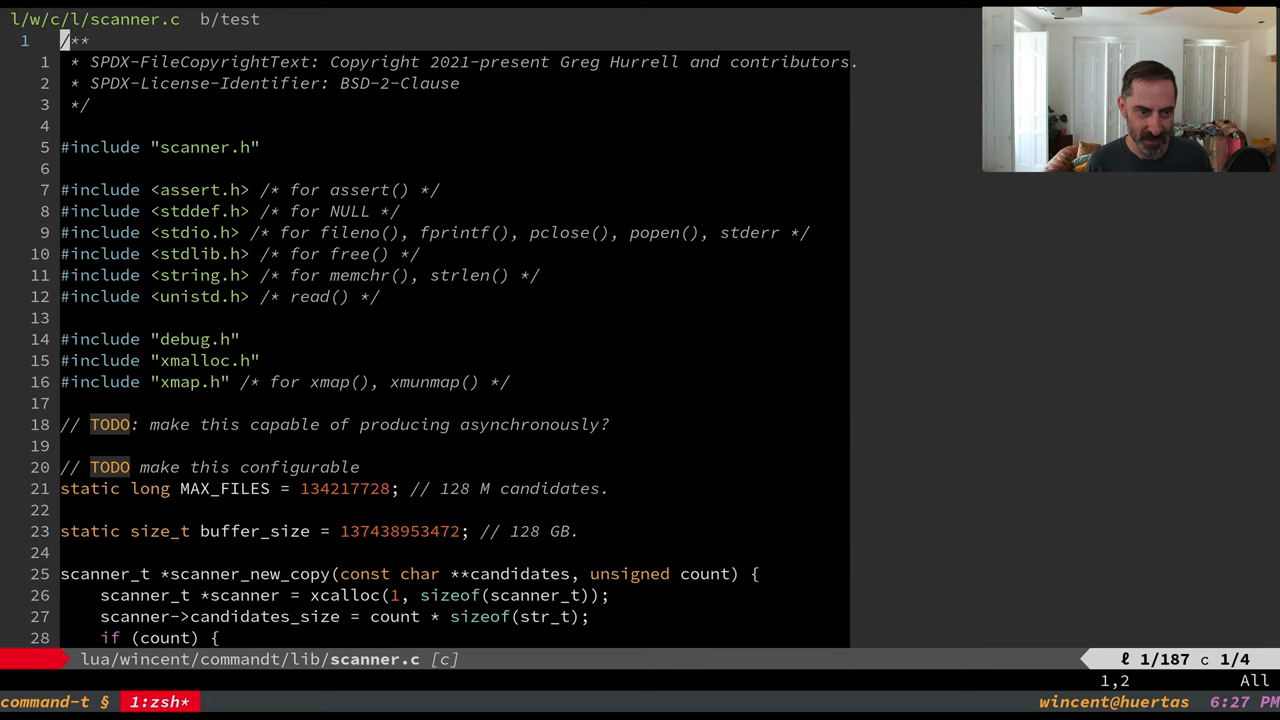 l/w/c/l/scanner.c b/test
1 /**
1 * SPDX-FileCopyrightText: Copyright 2021-present Greg Hurrell and contributors.
2 * SPDX-License-Identifier: BSD-2-Clause
3 */
4
5 #include "scanner.h"
6
7 #include <assert.h> /* for assert() */
8 #include <stddef.h> /* for NULL */
9 #include <stdio.h> /* for fileno(), fprintf(), pclose(), popen(), stderr */
10 #include <stdlib.h> /* for free() */
11 #include <string.h> /* for memchr(), strlen() */
12 #include <unistd.h> /* read() */
13
14 #include "debug.h"
15 #include "xmalloc.h"
16 #include "xmap.h" /* for xmap(), xmunmap() */
17
18 // TODO: make this capable of producing asynchronously?
19
20 // TODO make this configurable
21 static long MAX_FILES = 134217728; // 128 M candidates.
22
23 static size_t buffer_size = 137438953472; // 128 GB.
24
25 scanner_t *scanner_new_copy(const char **candidates, unsigned count) {
26 scanner_t *scanner = xcalloc(1, sizeof(scanner_t));
27 scanner->candidates_size = count * sizeof(str_t);
28 if (count) {
lua/wincent/commandt/lib/scanner.c [c] ℓ 1/187 c 1/4
1,2 All
command-t § 1:zsh* wincent@huertas 6:27 PM